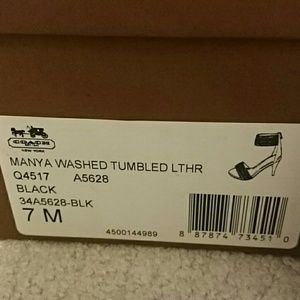 COACH
NEW YORK
MANYA WASHED TUMBLED LTHR
Q4517 A5628
BLACK
34A5628-BLK
7 M
4500144989
8 87874 73451 0